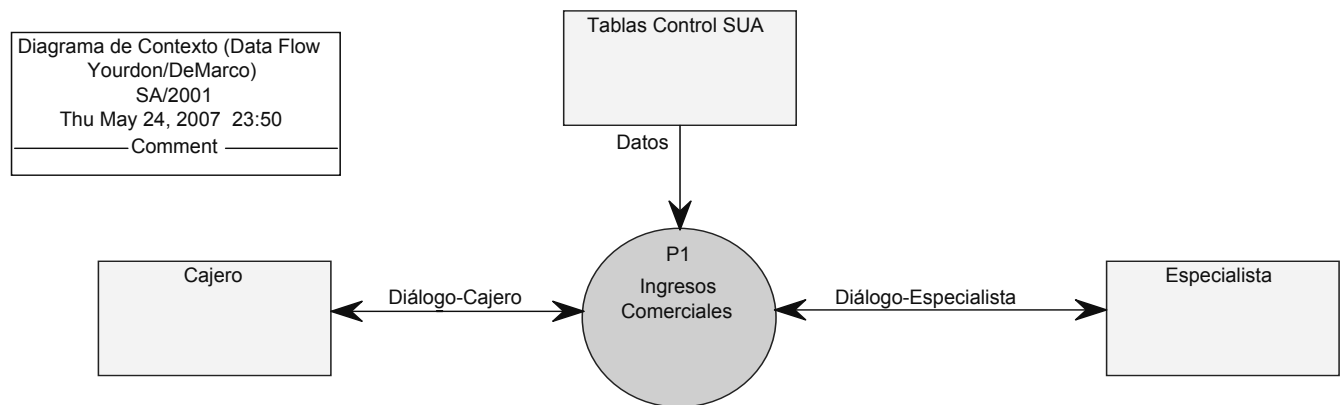 Diagrama de Contexto (Data Flow
Yourdon/DeMarco)
SA/2001
Thu May 24, 2007 23:50
Comment
Tablas Control SUA
Datos
Cajero
Diálogo-Cajero
P1
Ingresos
Comerciales
Diálogo-Especialista
Especialista